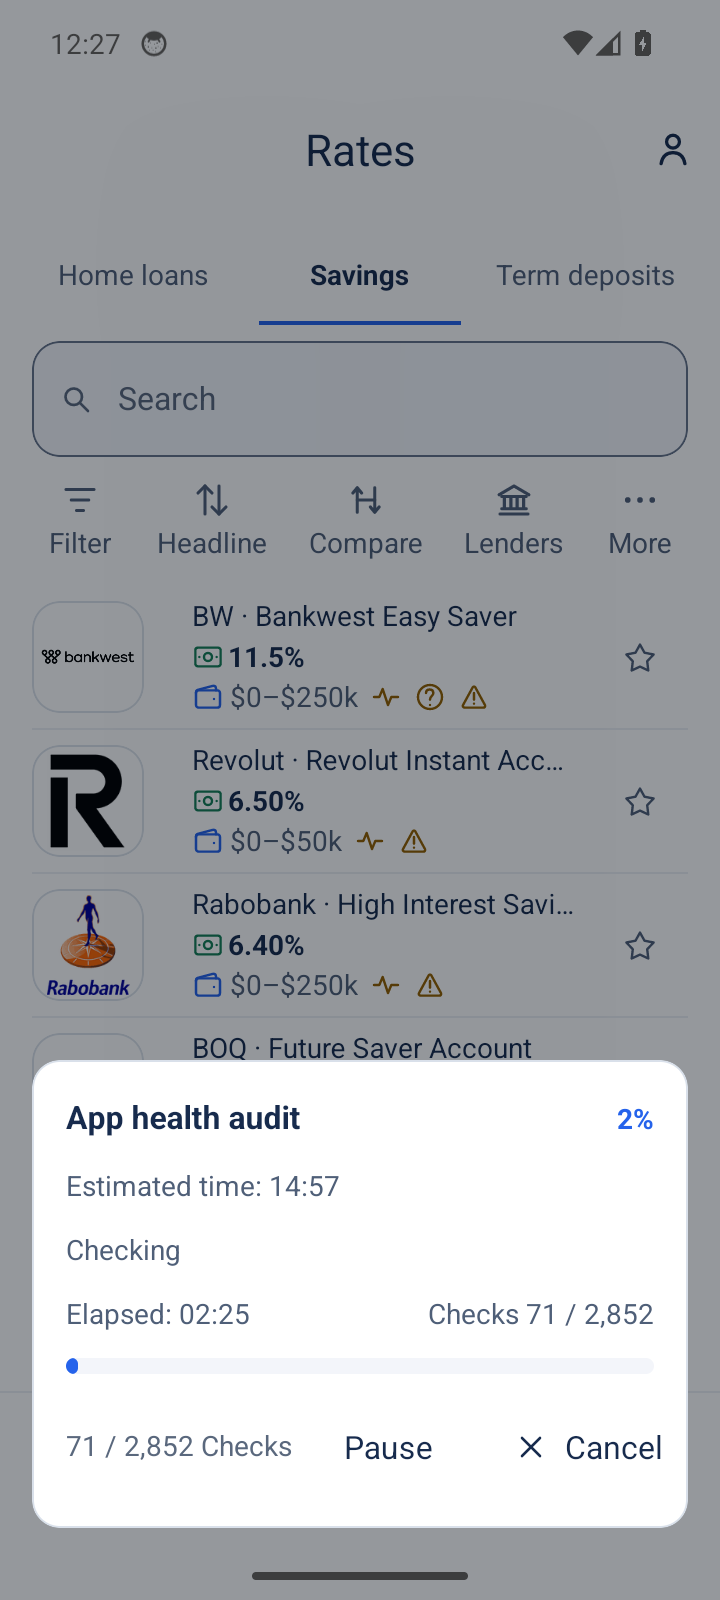 12:27
Rates
Home loans Savings Term deposits
Search
Filter Headline Compare Lenders More
bankwest
BW · Bankwest Easy Saver
11.5%
$0–$250k
R
Revolut · Revolut Instant Acc…
6.50%
$0–$50k
Rabobank
Rabobank · High Interest Savi…
6.40%
$0–$250k
BOQ · Future Saver Account
App health audit 2%
Estimated time: 14:57
Checking
Elapsed: 02:25 Checks 71 / 2,852
71 / 2,852 Checks Pause Cancel